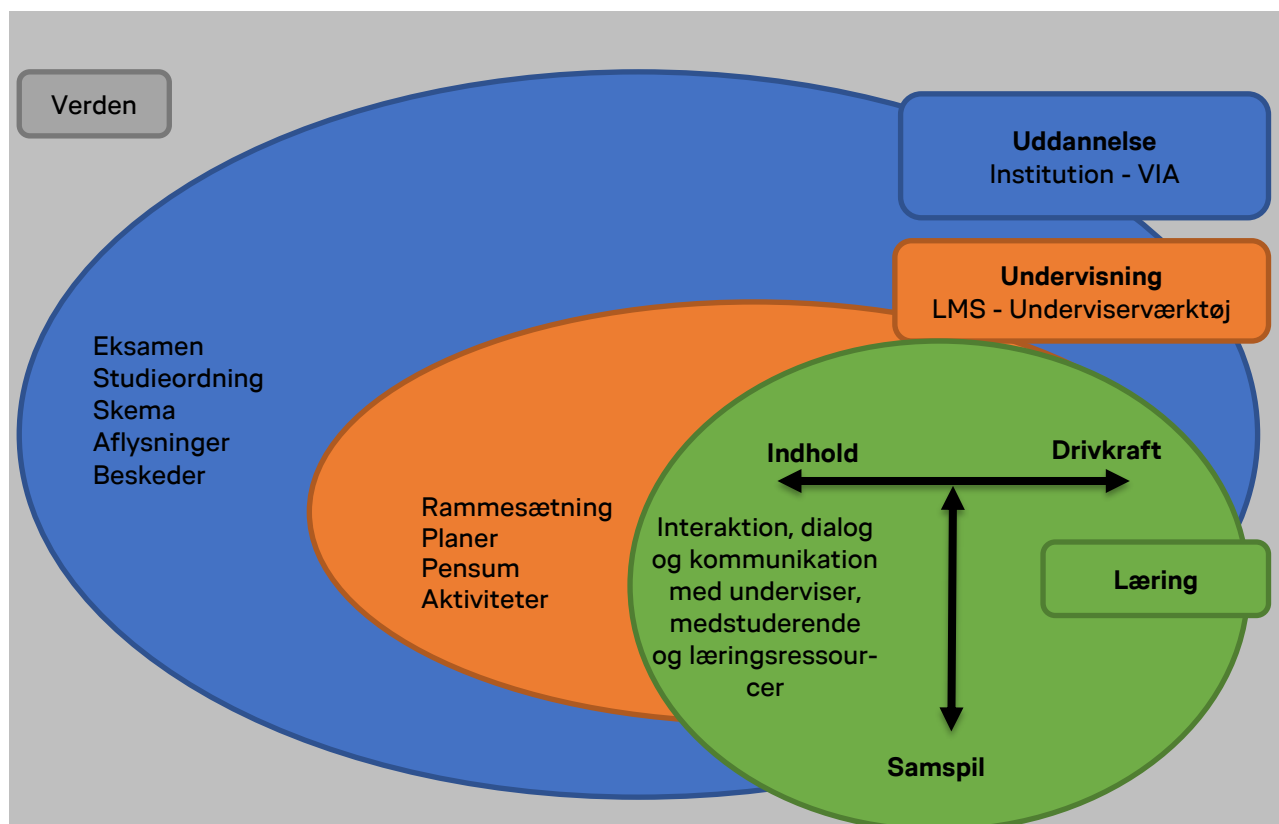 Verden
Uddannelse
Institution - VIA
Undervisning
LMS - Underviserværktøj
Eksamen
Studieordning
Skema
Aflysninger
Beskeder
Rammesætning
Planer
Pensum
Aktiviteter
Indhold
Drivkraft
Interaktion, dialog
og kommunikation
med underviser,
medstuderende
og læringsressour-
cer
Læring
Samspil